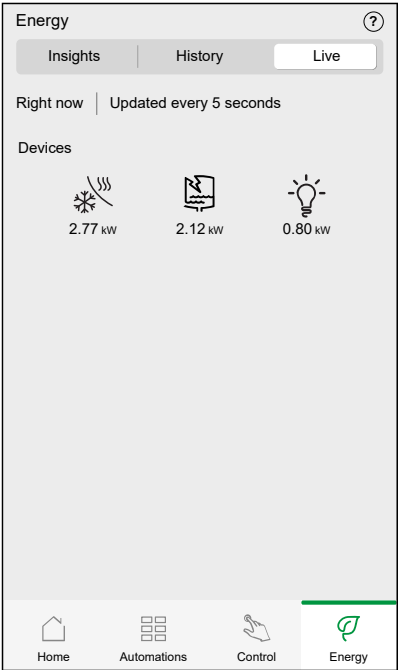 Energy ?
Insights History Live
Right now Updated every 5 seconds
Devices
2.77 kW 2.12 kW 0.80 kW
Home Automations Control Energy